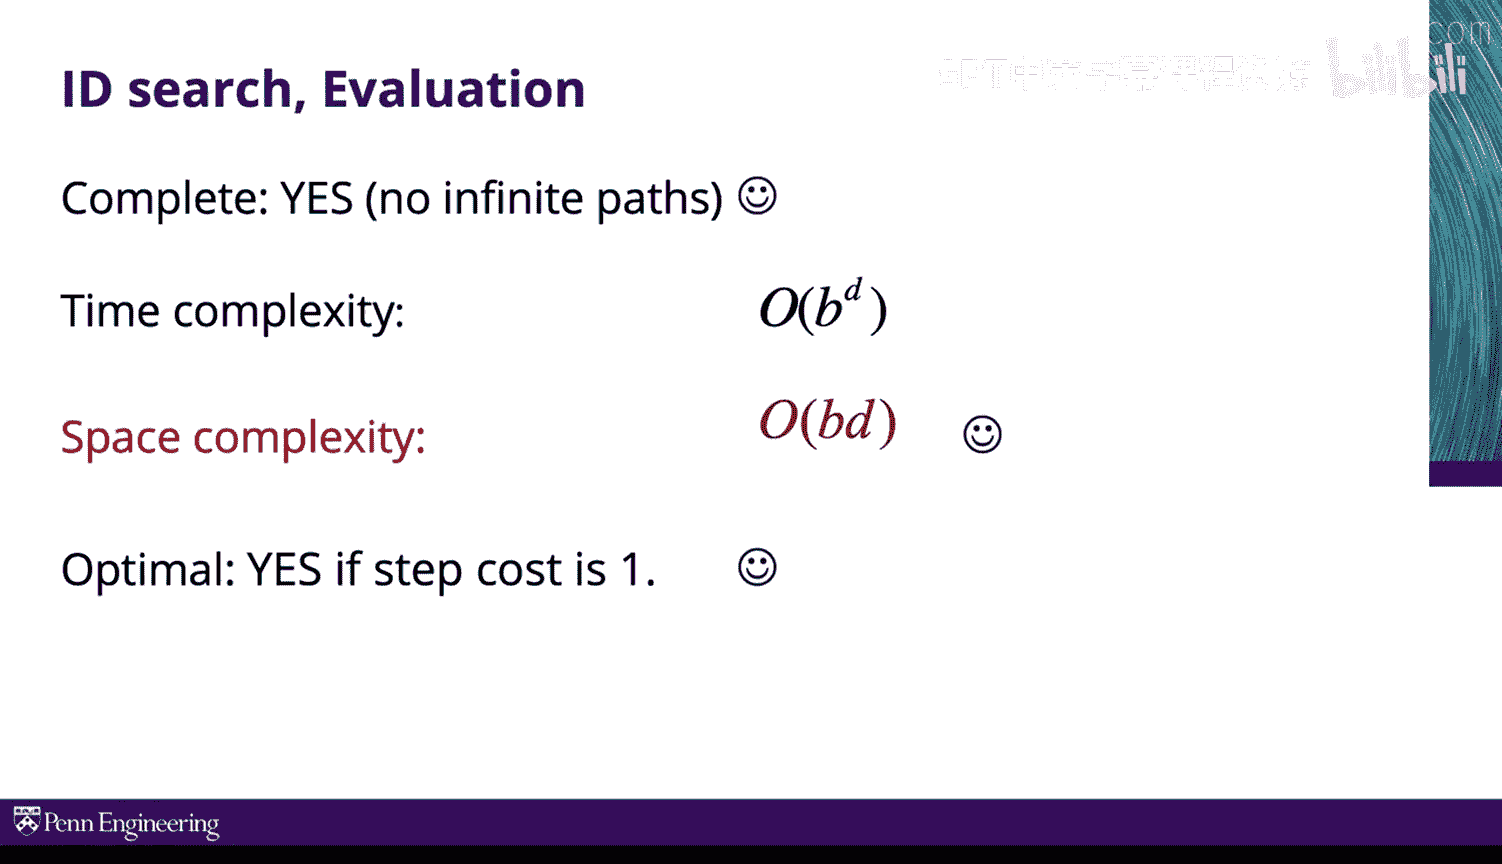 ID search, Evaluation
Complete: YES (no infinite paths) ☺
Time complexity: O(b^d)
Space complexity: O(bd) ☺
Optimal: YES if step cost is 1. ☺
Penn Engineering
bilibili
com